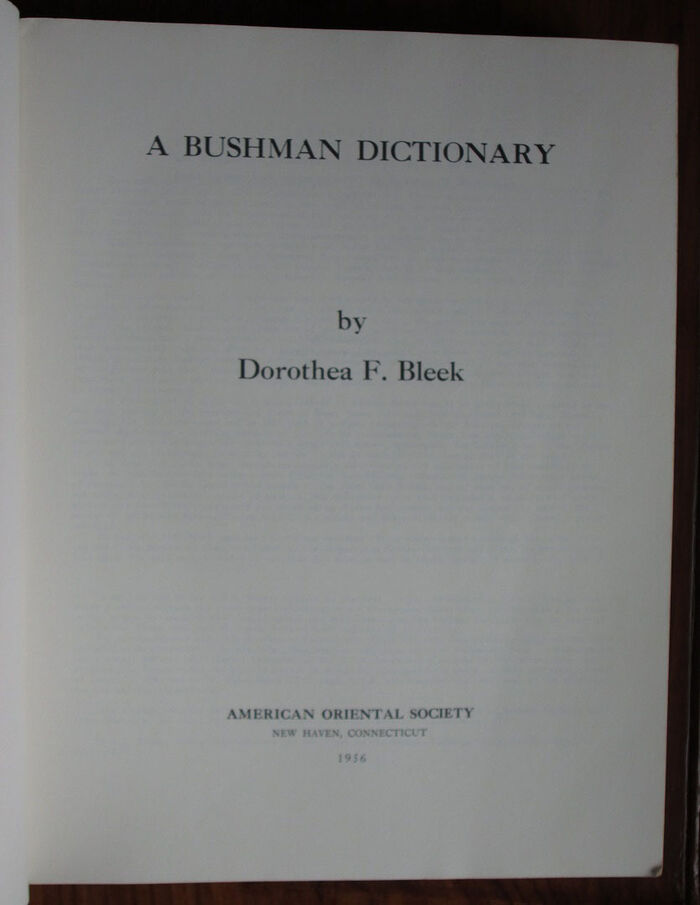 A BUSHMAN DICTIONARY
by
Dorothea F. Bleek
AMERICAN ORIENTAL SOCIETY
NEW HAVEN, CONNECTICUT
1956